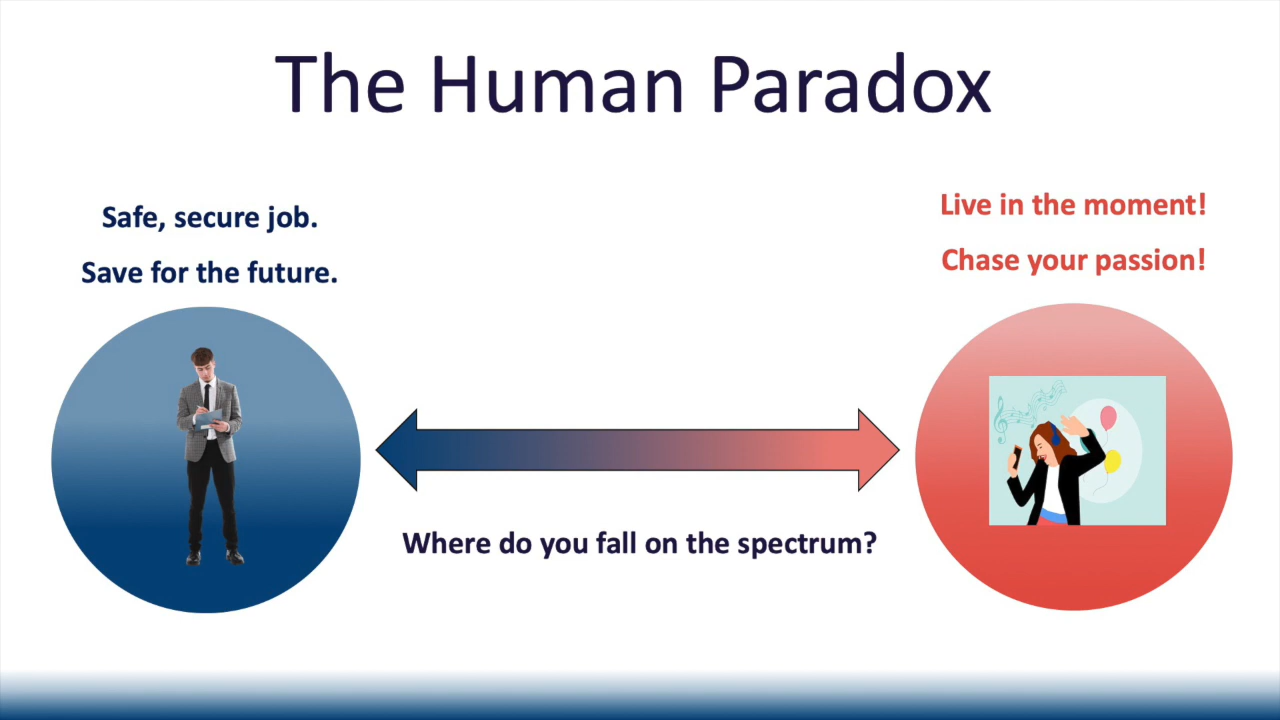 The Human Paradox
Safe, secure job.
Save for the future.
Live in the moment!
Chase your passion!
Where do you fall on the spectrum?